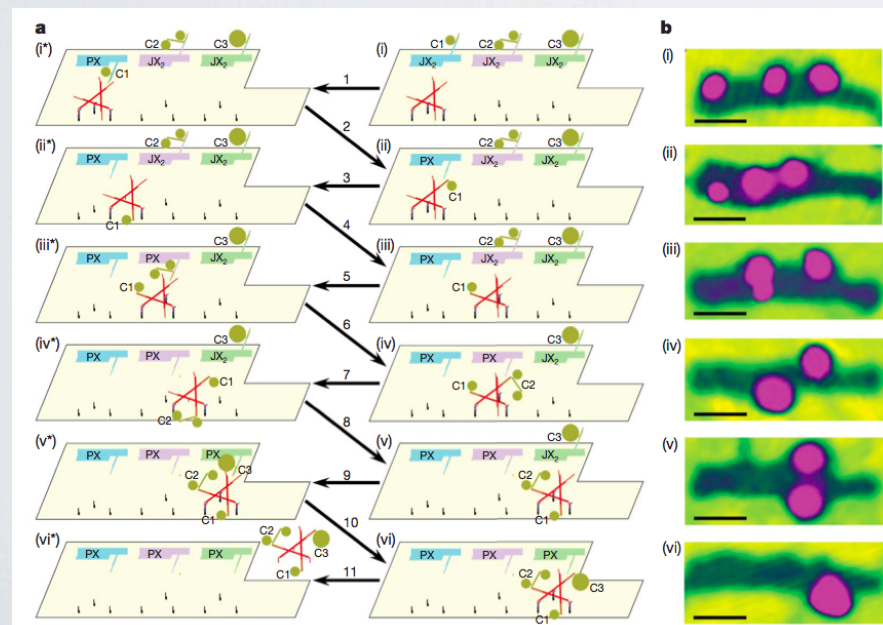 a
b
(i*)
C2
C3
PX
C1
JX₂
JX₂
(i)
C1
C2
C3
JX₂
JX₂
JX₂
1
(i)
2
(ii*)
C2
C3
PX
JX₂
JX₂
C1
(ii)
C2
C3
PX
JX₂
JX₂
C1
3
(ii)
4
(iii*)
C3
PX
PX
JX₂
C1
(iii)
C2
C3
PX
JX₂
JX₂
C1
5
(iii)
6
(iv*)
C3
PX
PX
JX₂
C1
C2
(iv)
C3
PX
PX
JX₂
C1
C2
7
(iv)
8
(v*)
PX
PX
PX
C3
C2
C1
(v)
C3
PX
PX
JX₂
C2
C1
9
(v)
10
(vi*)
C2
C3
PX
PX
PX
C1
(vi)
PX
PX
PX
C2
C3
C1
11
(vi)